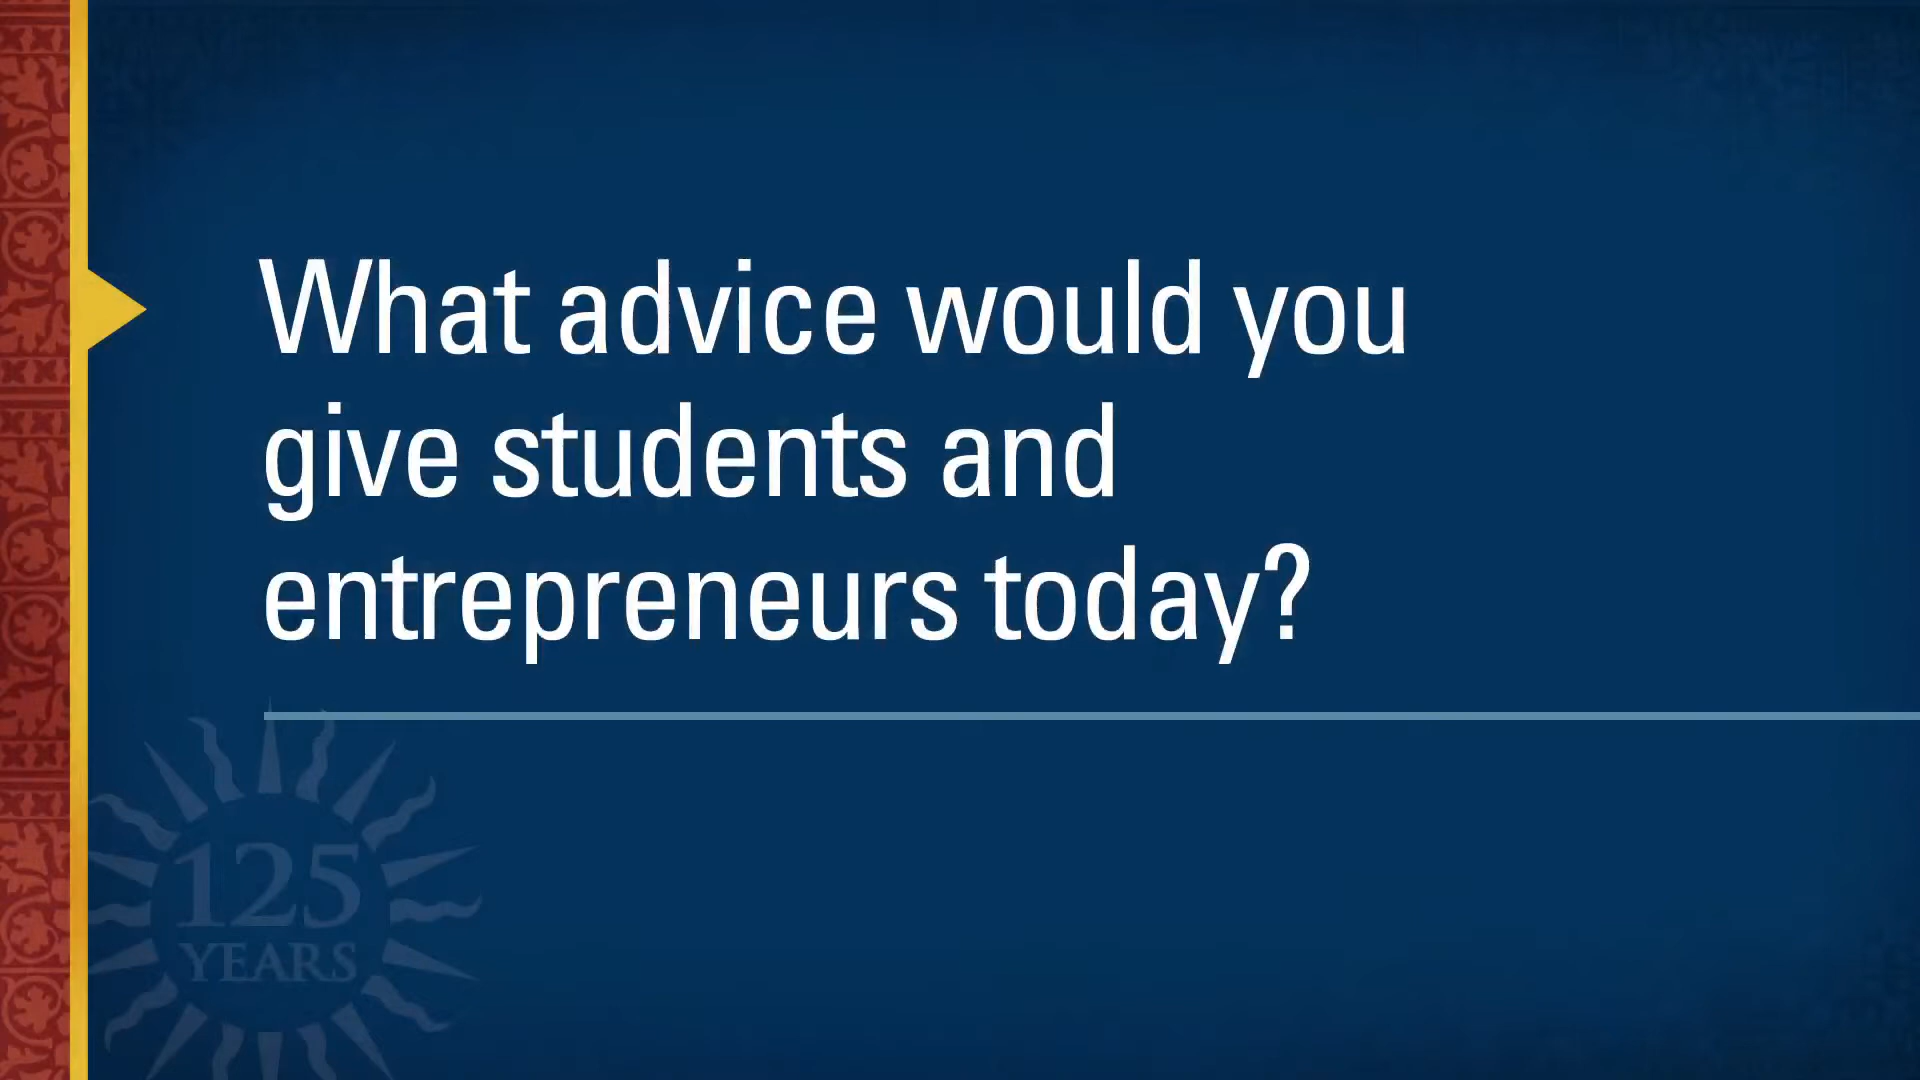 What advice would you
give students and
entrepreneurs today?
125
YEARS